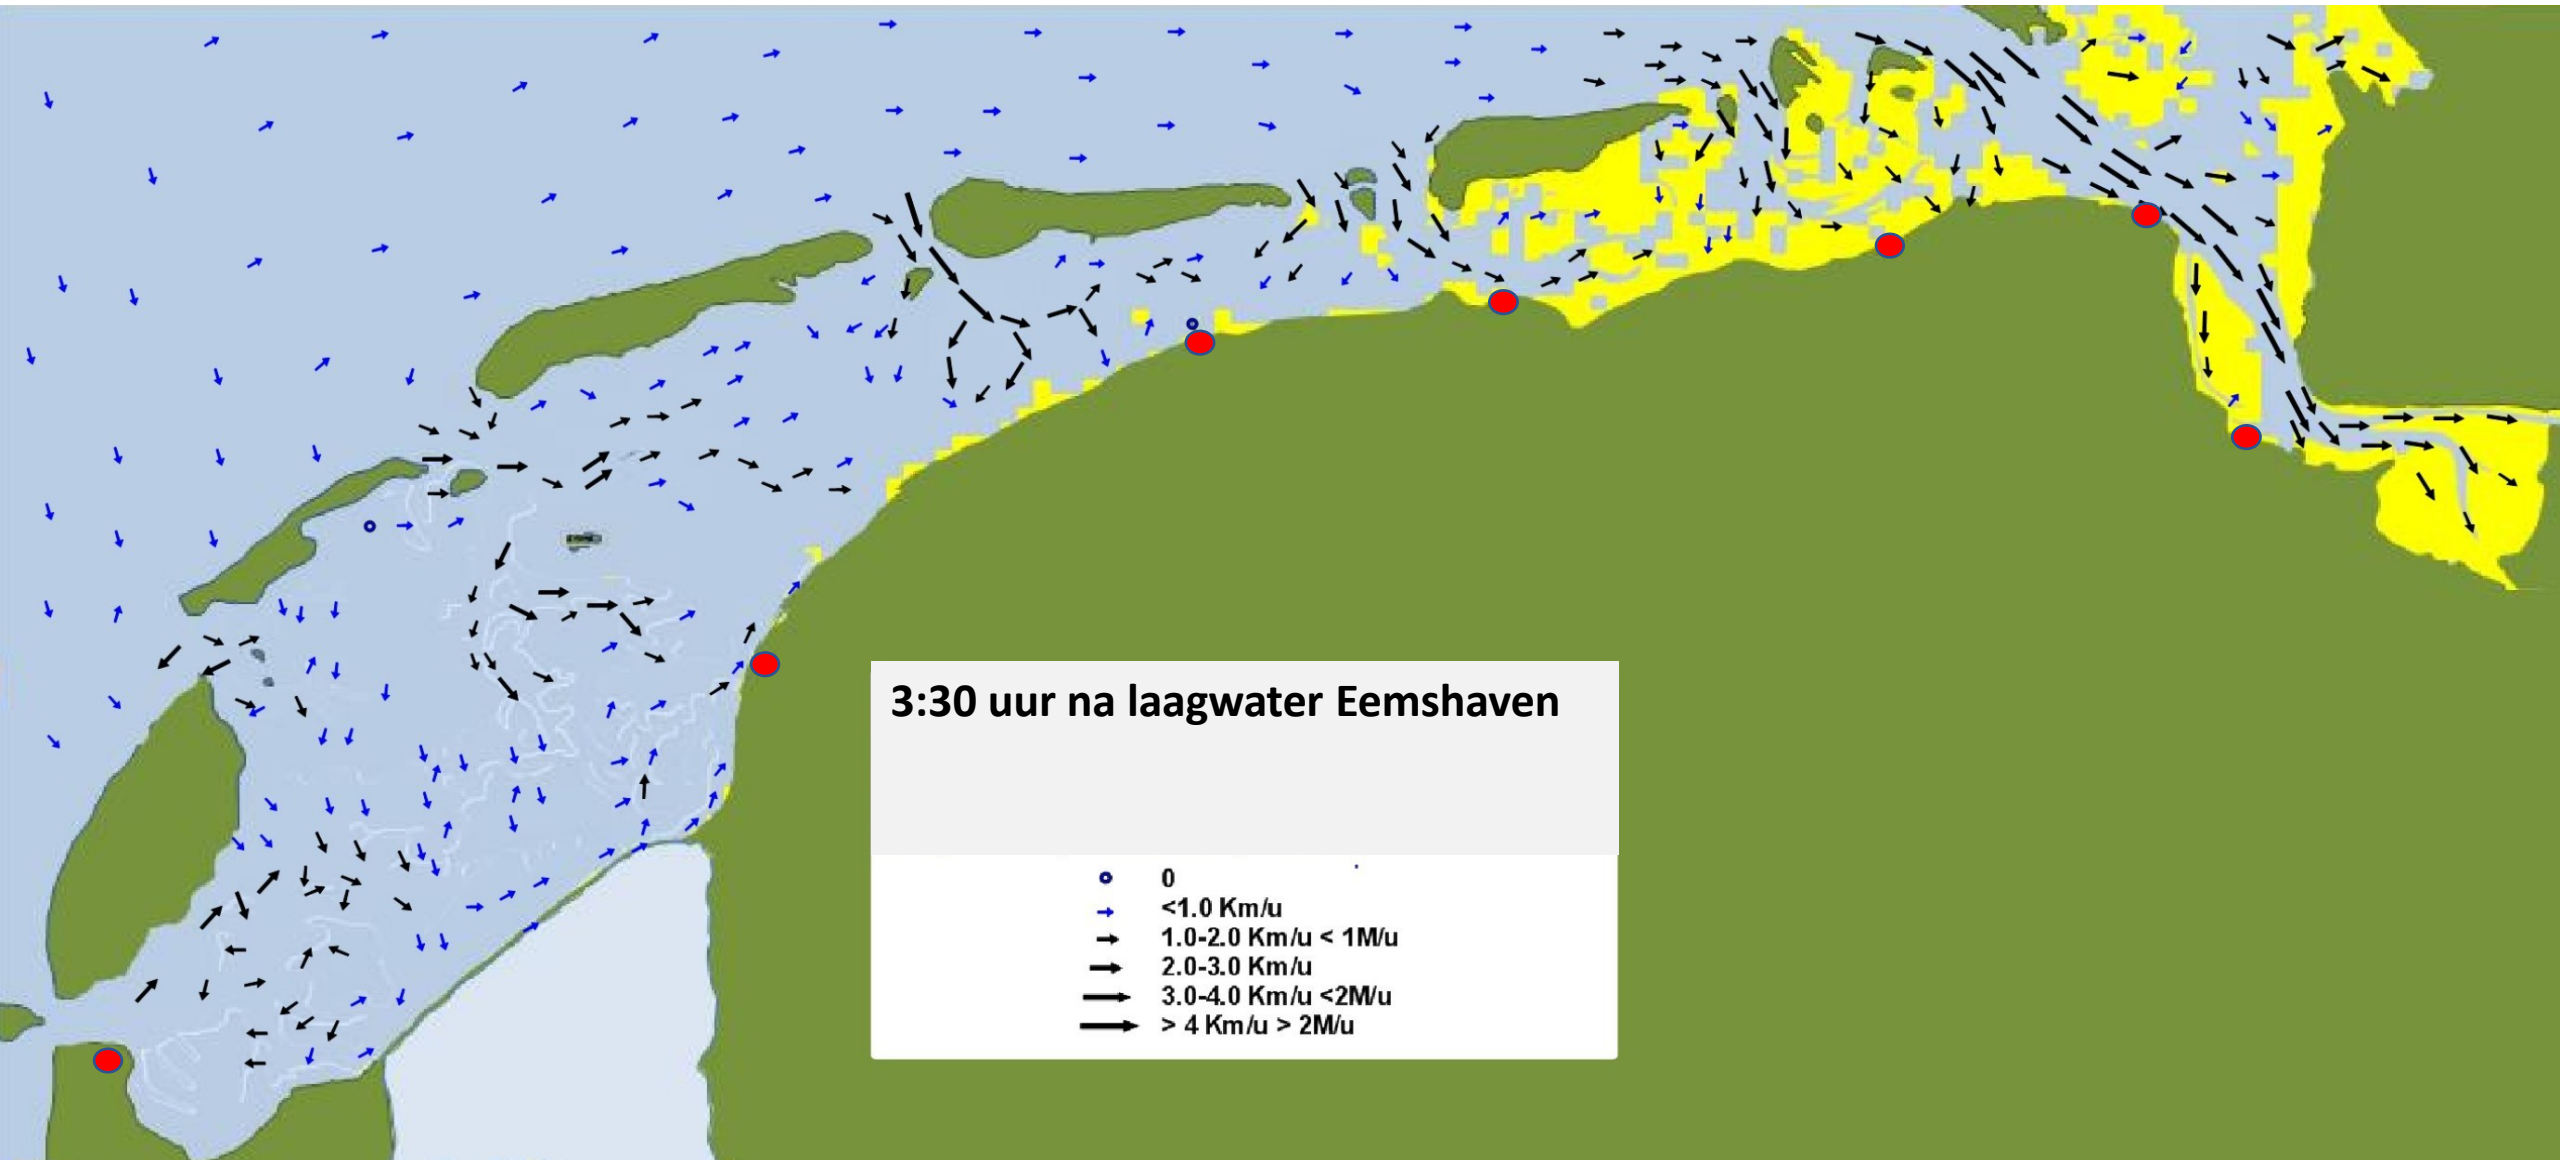 3:30 uur na laagwater Eemshaven
0
<1.0 Km/u
1.0-2.0 Km/u < 1M/u
2.0-3.0 Km/u
3.0-4.0 Km/u <2M/u
> 4 Km/u > 2M/u